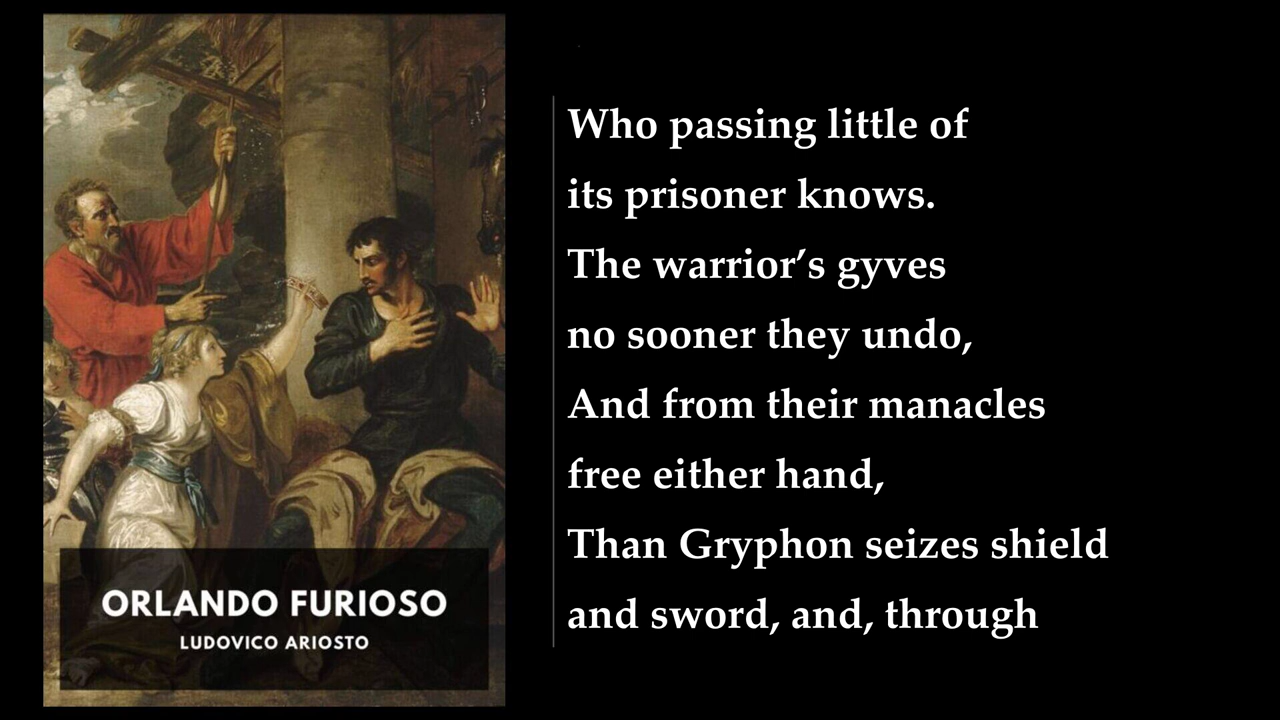 ORLANDO FURIOSO
LUDOVICO ARIOSTO
Who passing little of
its prisoner knows.
The warrior’s gyves
no sooner they undo,
And from their manacles
free either hand,
Than Gryphon seizes shield
and sword, and, through